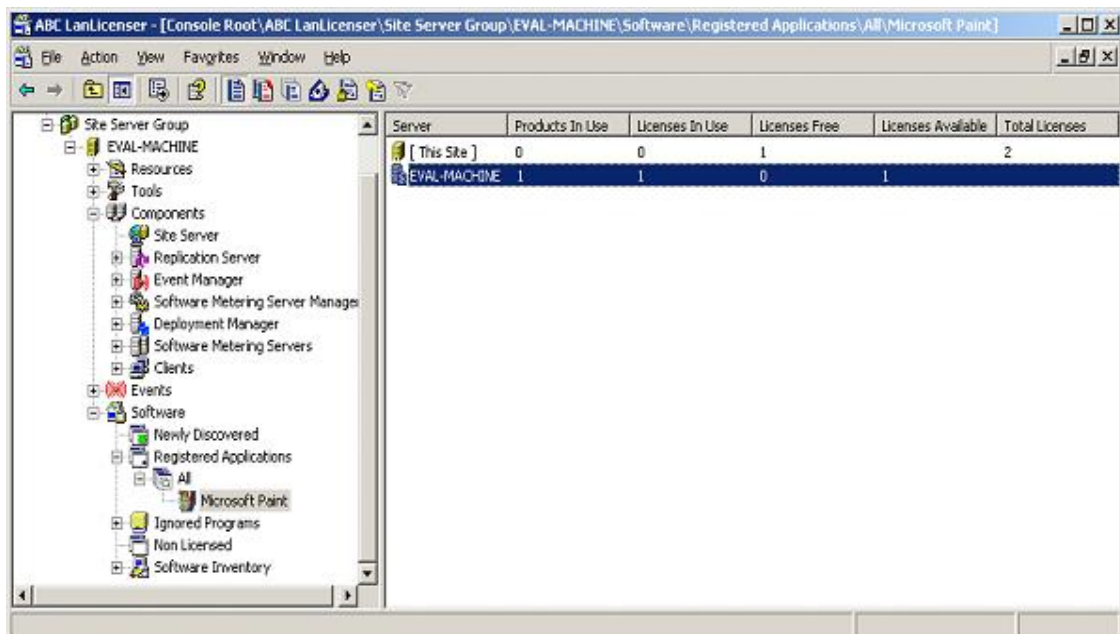 ABC LanLicenser - [Console Root\ABC LanLicenser\Site Server Group\EVAL-MACHINE\Software\Registered Applications\All\Microsoft Paint]
File Action View Favorites Window Help
Site Server Group
EVAL-MACHINE
Resources
Tools
Components
Site Server
Replication Server
Event Manager
Software Metering Server Manager
Deployment Manager
Software Metering Servers
Clients
Events
Software
Newly Discovered
Registered Applications
All
Microsoft Paint
Ignored Programs
Non Licensed
Software Inventory
Server Products In Use Licenses In Use Licenses Free Licenses Available Total Licenses
[ This Site ] 0 0 1 2
EVAL-MACHINE 1 1 0 1